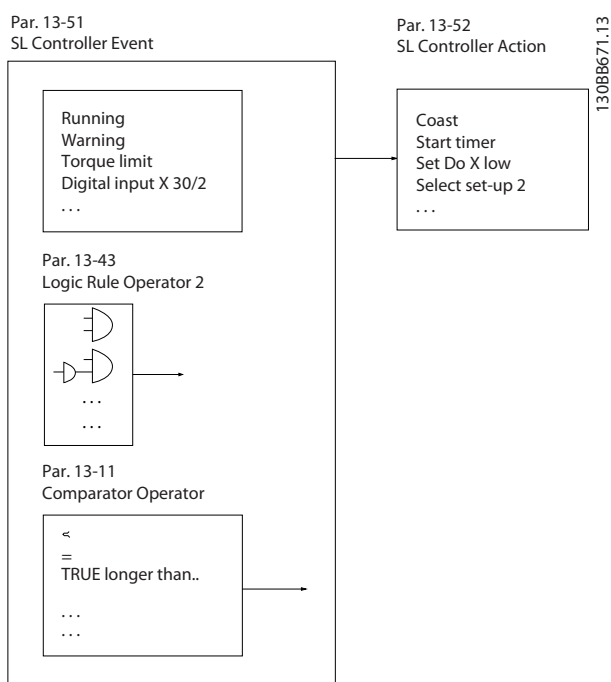 Par. 13-51
SL Controller Event
Par. 13-52
SL Controller Action
130BB671.13
Running
Warning
Torque limit
Digital input X 30/2
. . .
Coast
Start timer
Set Do X low
Select set-up 2
. . .
Par. 13-43
Logic Rule Operator 2
. . .
. . .
Par. 13-11
Comparator Operator
=
TRUE longer than..
. . .
. . .